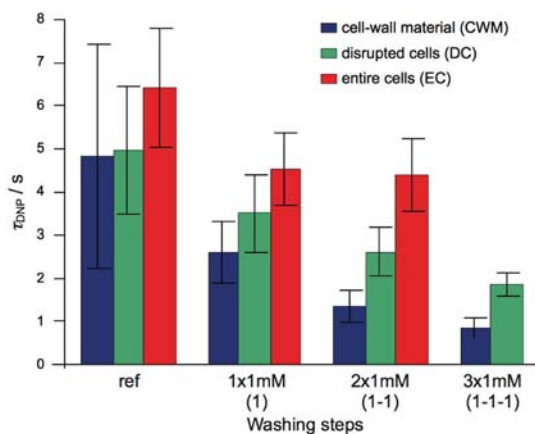 8
7
6
5
4
3
2
1
0
τDNP / s
cell-wall material (CWM)
disrupted cells (DC)
entire cells (EC)
ref
1x1mM
(1)
2x1mM
(1-1)
3x1mM
(1-1-1)
Washing steps